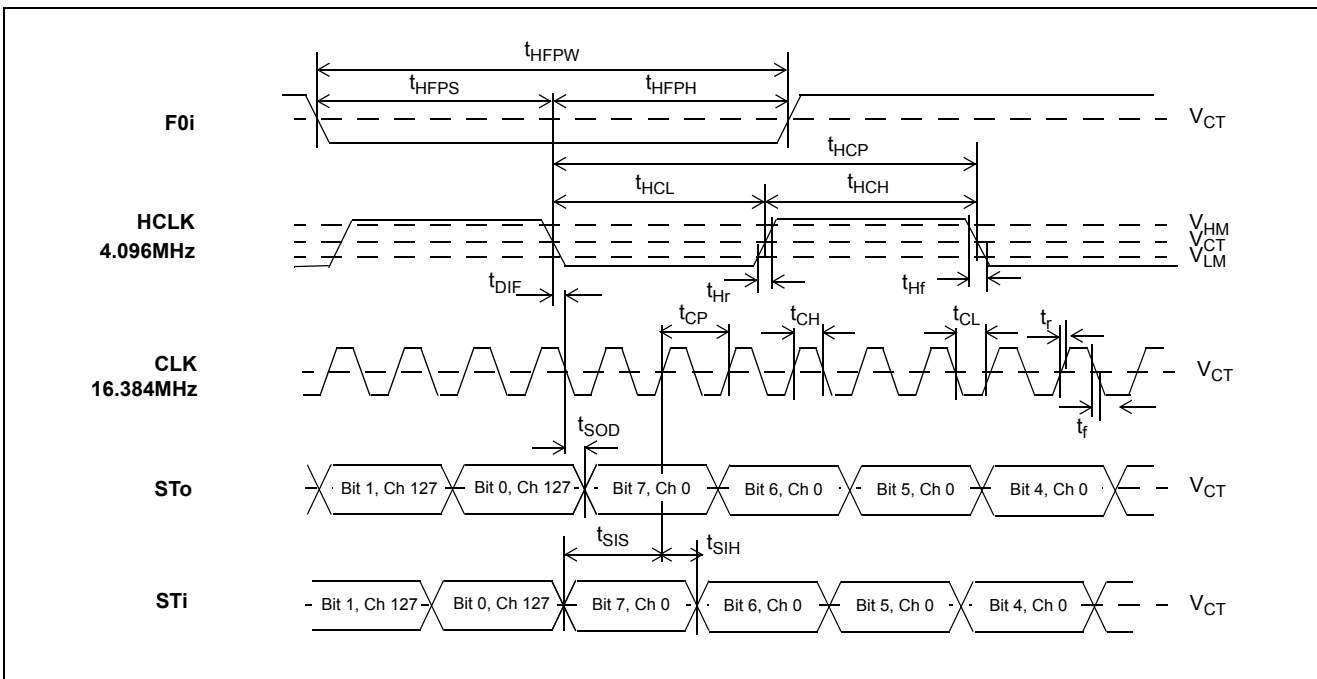 tHFPW
tHFPS tHFPH
F0i VCT
tHCP
tHCL tHCH
HCLK VHM
4.096MHz VCT
VLM
tDIF tHr tHf
tCP tCH tCL tr
CLK
16.384MHz VCT
tf
tSOD
STo Bit 1, Ch 127 Bit 0, Ch 127 Bit 7, Ch 0 Bit 6, Ch 0 Bit 5, Ch 0 Bit 4, Ch 0 VCT
tSIS tSIH
STi Bit 1, Ch 127 Bit 0, Ch 127 Bit 7, Ch 0 Bit 6, Ch 0 Bit 5, Ch 0 Bit 4, Ch 0 VCT